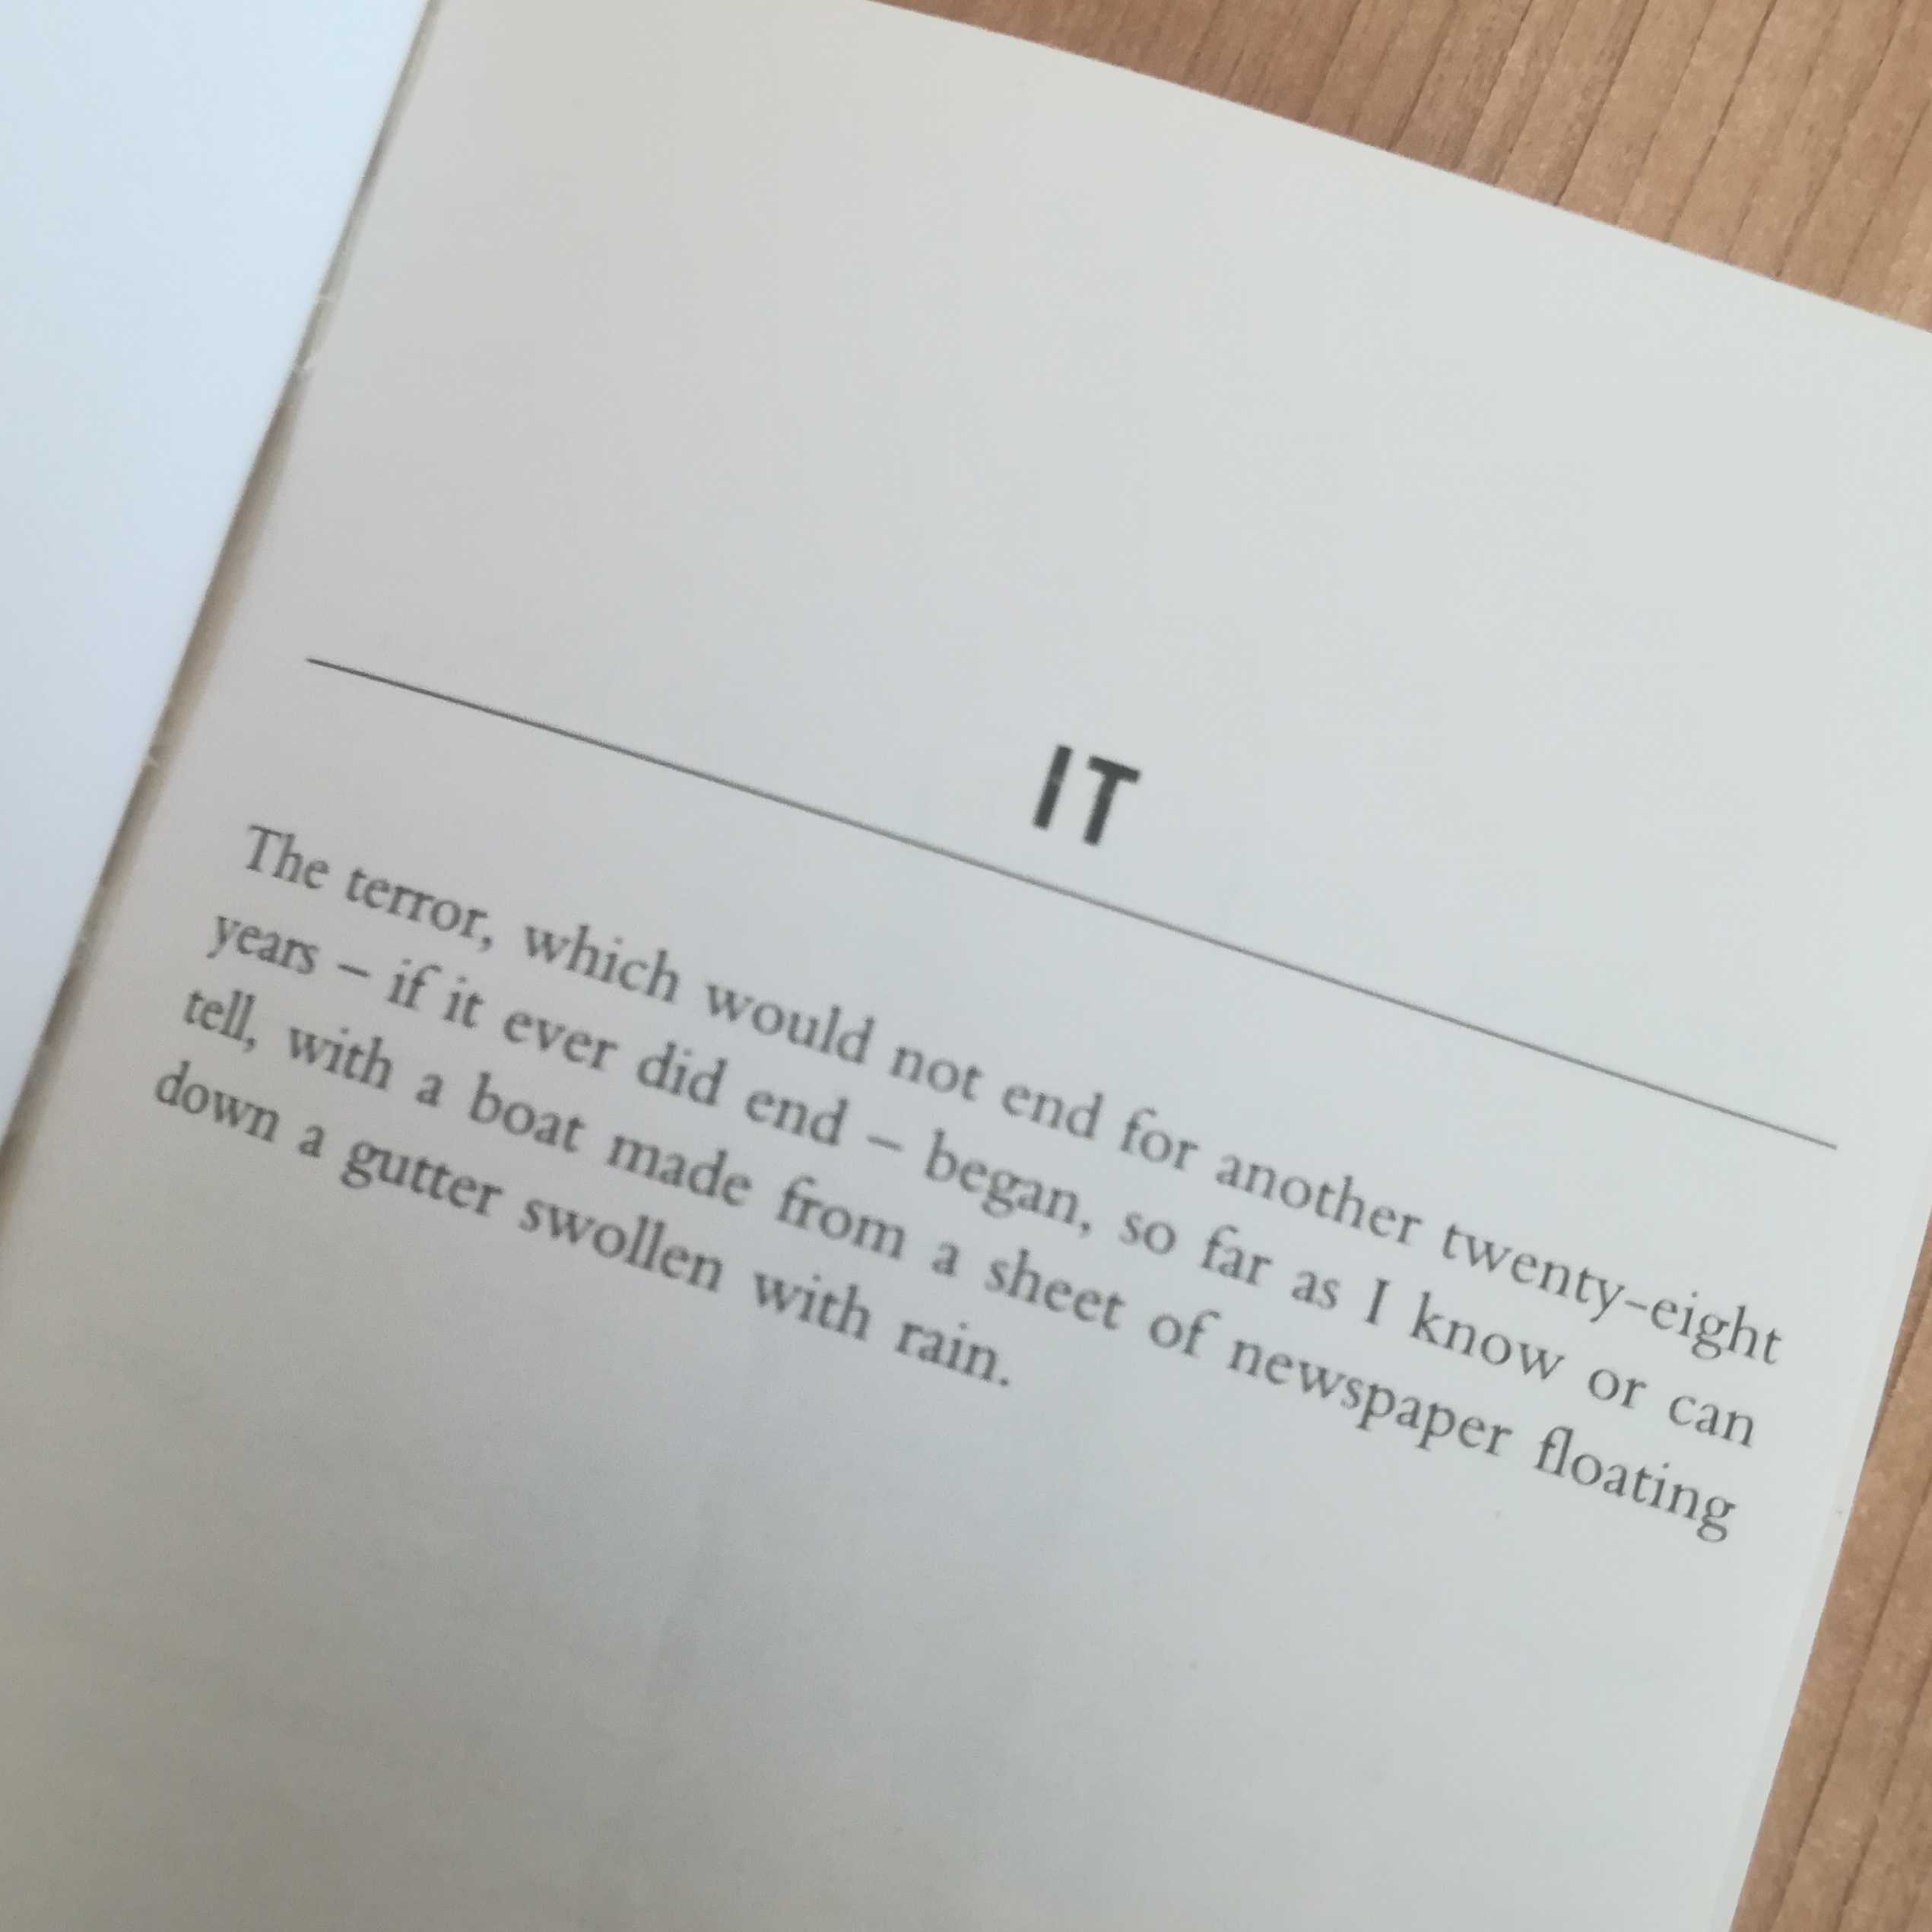 IT
The terror, which would not end for another twenty-eight
years – if it ever did end – began, so far as I know or can
tell, with a boat made from a sheet of newspaper floating
down a gutter swollen with rain.